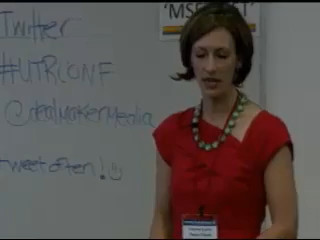 Twitter
'MSE
#UTRCONF
@dealmakerMedia
tweet often! :)